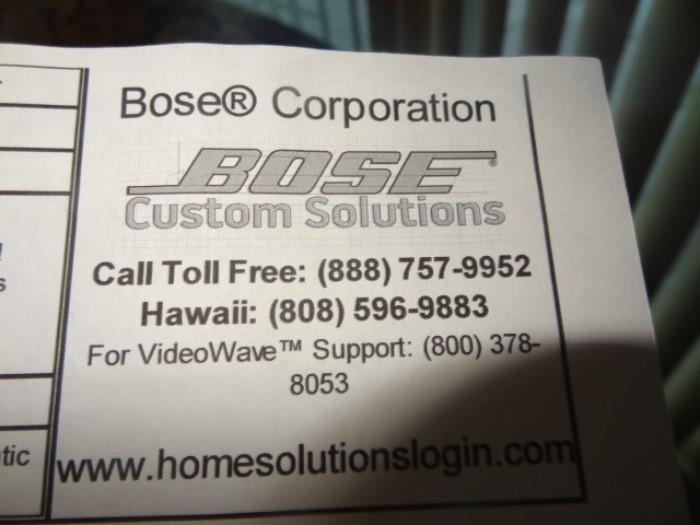 Bose® Corporation
BOSE®
Custom Solutions
Call Toll Free: (888) 757-9952
Hawaii: (808) 596-9883
For VideoWave™ Support: (800) 378-
8053
tic
www.homesolutionslogin.com